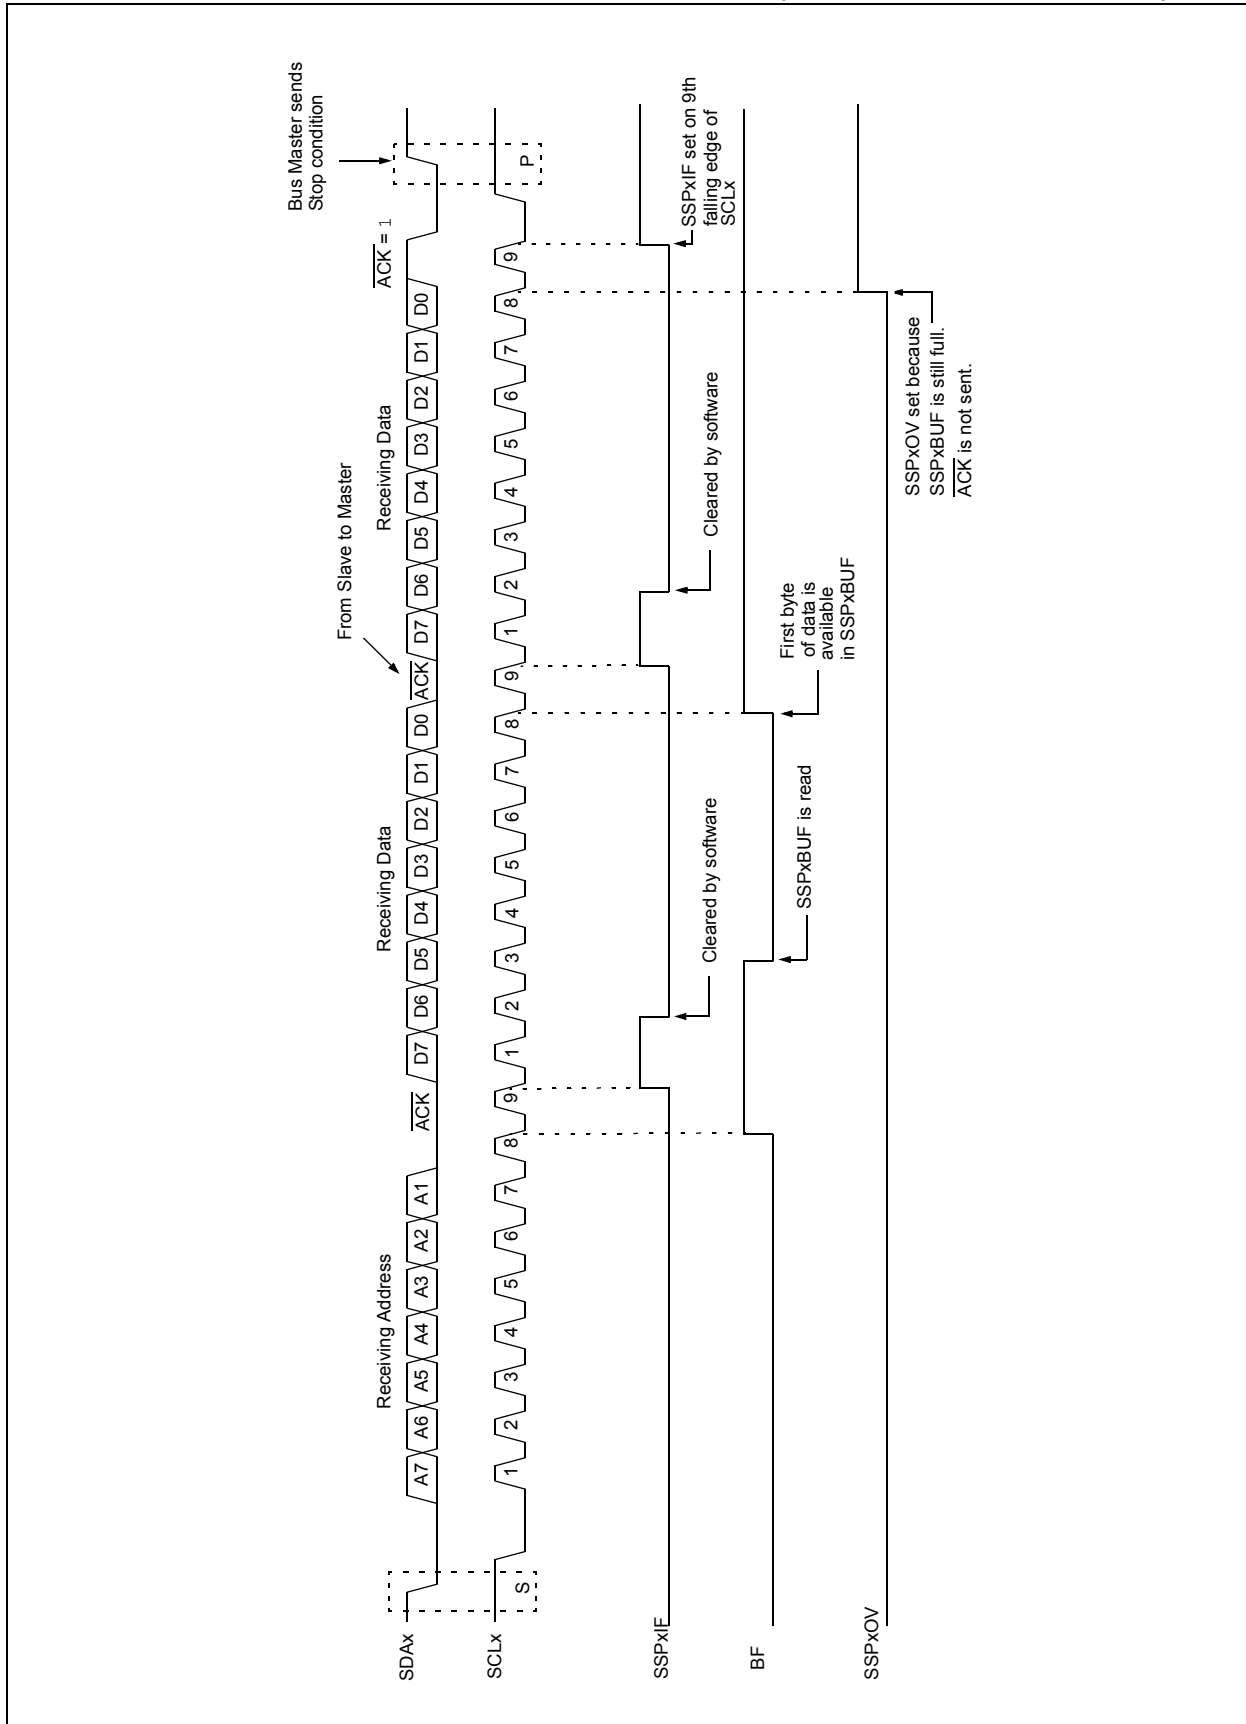 Bus Master sends
Stop condition
From Slave to Master
Receiving Address
Receiving Data
Receiving Data
ACK = 1
SDAx
A7 A6 A5 A4 A3 A2 A1
ACK
D7 D6 D5 D4 D3 D2 D1 D0
ACK
D7 D6 D5 D4 D3 D2 D1 D0
SCLx
S
1 2 3 4 5 6 7 8 9
1 2 3 4 5 6 7 8 9
1 2 3 4 5 6 7 8 9
P
SSPxIF
Cleared by software
Cleared by software
SSPxIF set on 9th
falling edge of
SCLx
BF
SSPxBUF is read
First byte
of data is
available
in SSPxBUF
SSPxOV
SSPxOV set because
SSPxBUF is still full.
ACK is not sent.